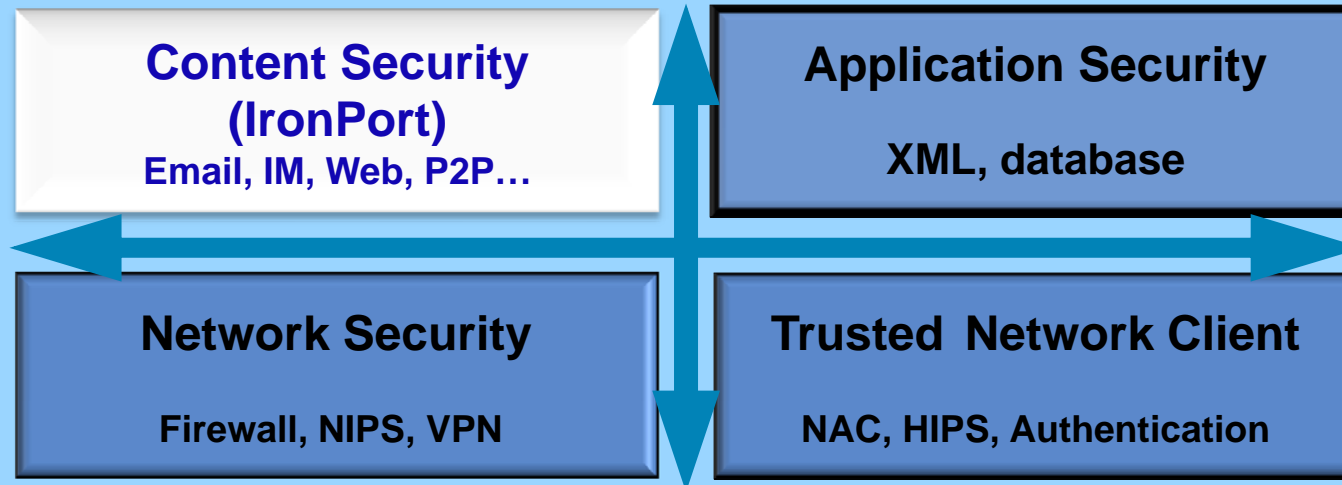 Content Security
(IronPort)
Email, IM, Web, P2P…
Application Security
XML, database
Network Security
Firewall, NIPS, VPN
Trusted Network Client
NAC, HIPS, Authentication